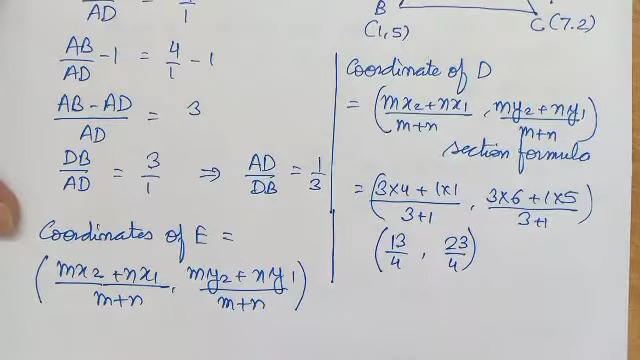 AD 1
AB/AD - 1 = 4/1 - 1
AB - AD/AD = 3
DB/AD = 3/1 ⇒ AD/DB = 1/3
Coordinates of E =
(mx₂+nx₁/m+n, my₂+ny₁/m+n)
B
(1,5)
C (7.2)
Coordinate of D
= (mx₂+nx₁/m+n, my₂+ny₁/m+n)
section formula
= (3×4+1×1/3+1, 3×6+1×5/3+1)
(13/4, 23/4)